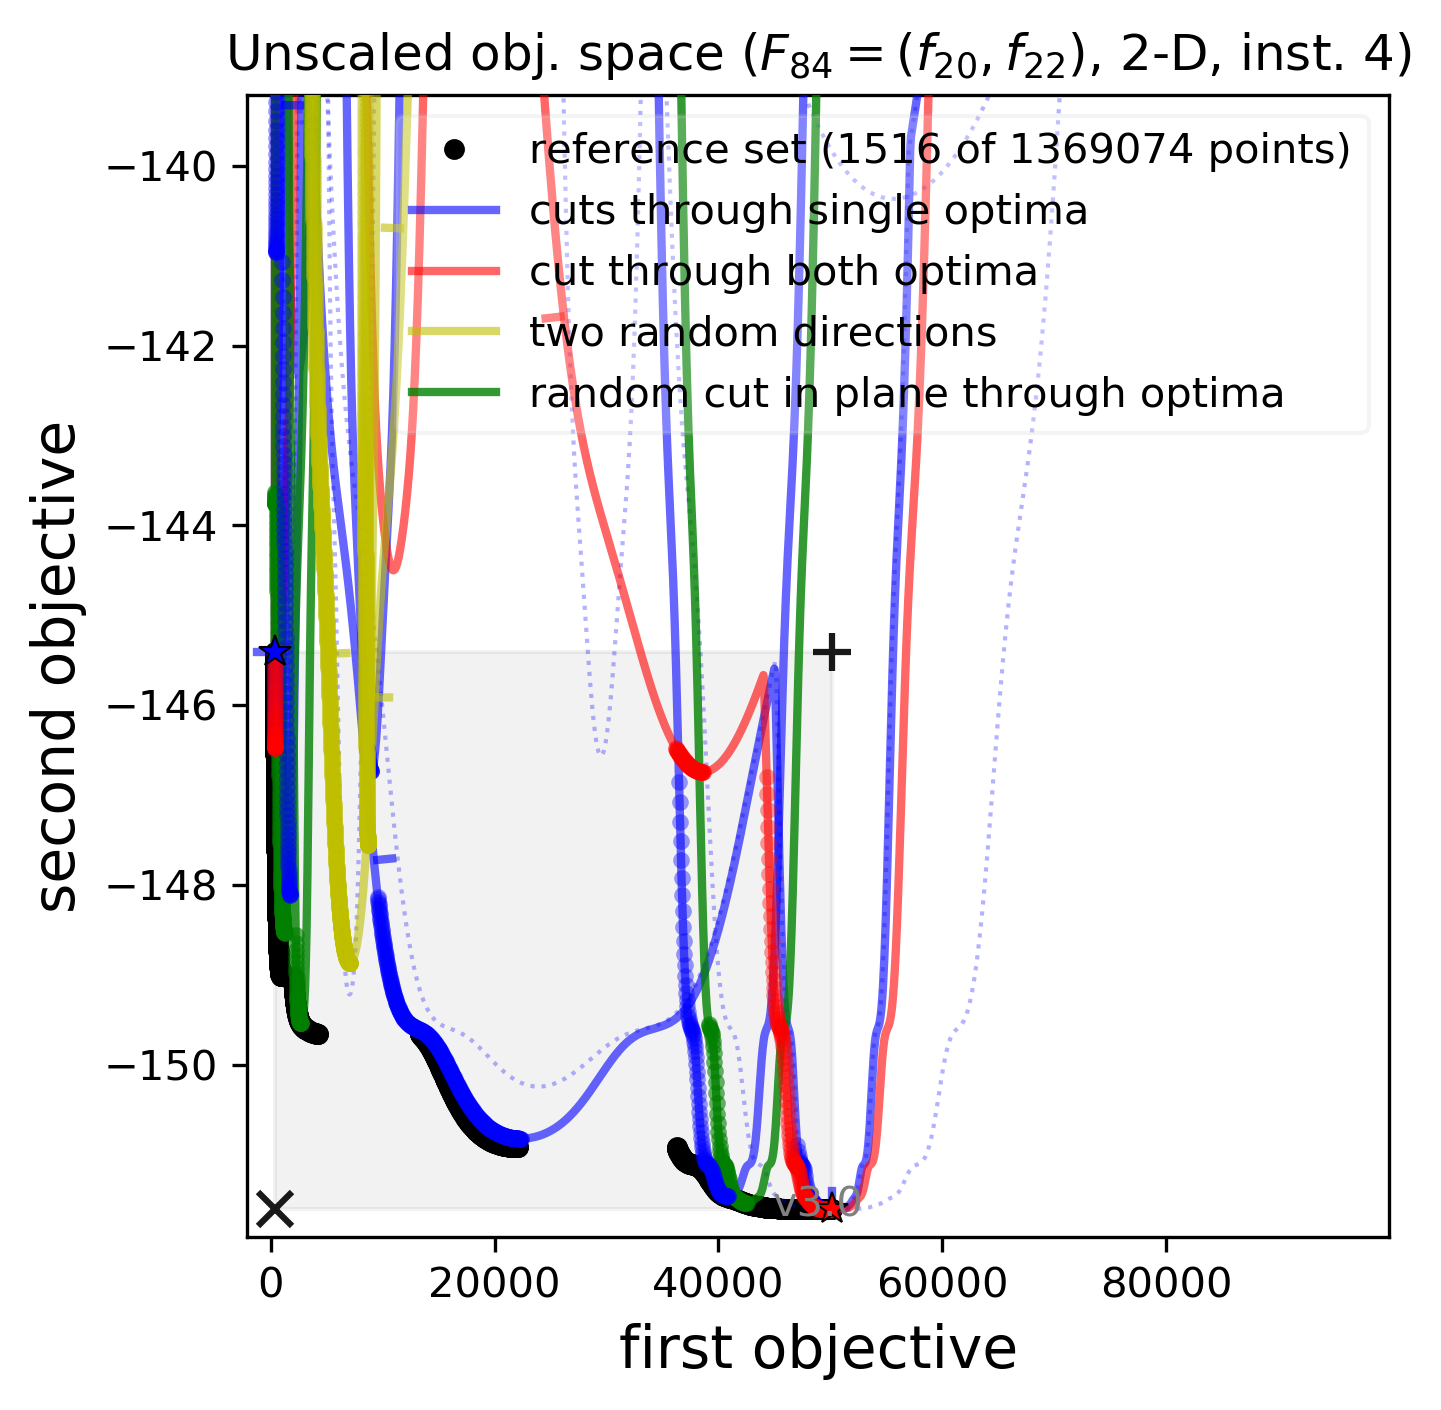 Unscaled obj. space (F₈₄ = (f₂₀, f₂₂), 2-D, inst. 4)
reference set (1516 of 1369074 points)
cuts through single optima
cut through both optima
two random directions
random cut in plane through optima
−140
−142
−144
−146
−148
−150
second objective
v3.0
0
20000
40000
60000
80000
first objective